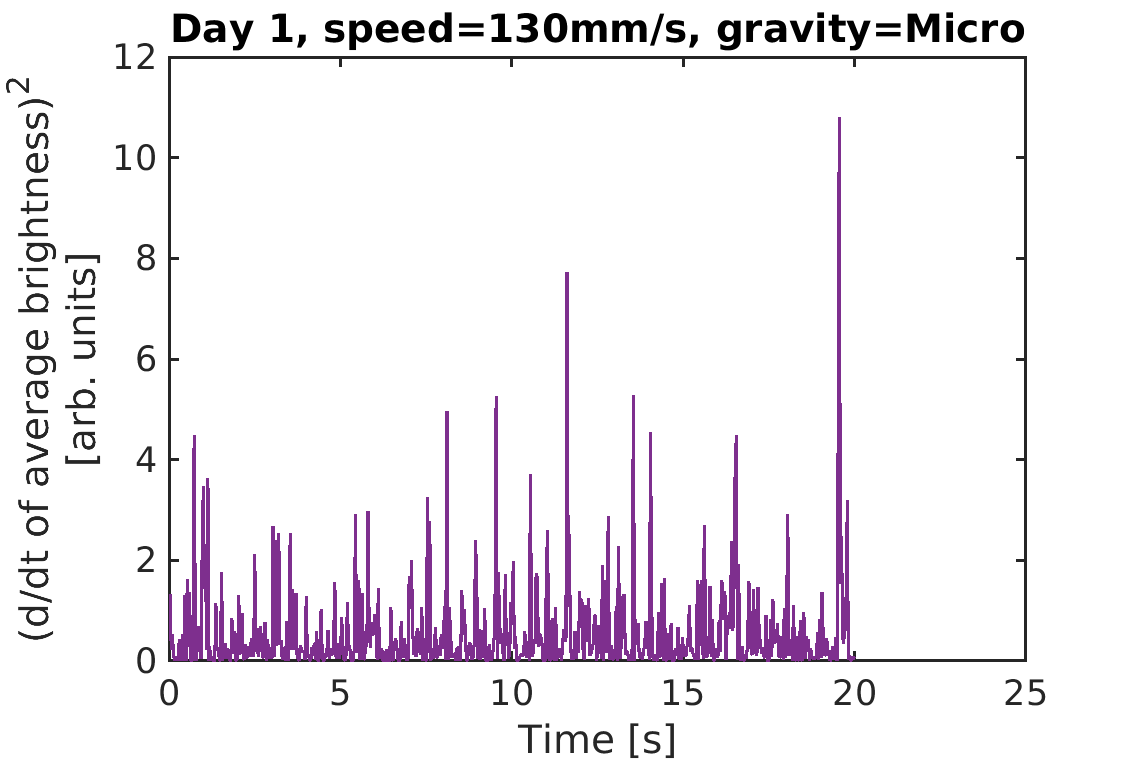 Day 1, speed=130mm/s, gravity=Micro
(d/dt of average brightness)²
[arb. units]
12
10
8
6
4
2
0
0 5 10 15 20 25
Time [s]